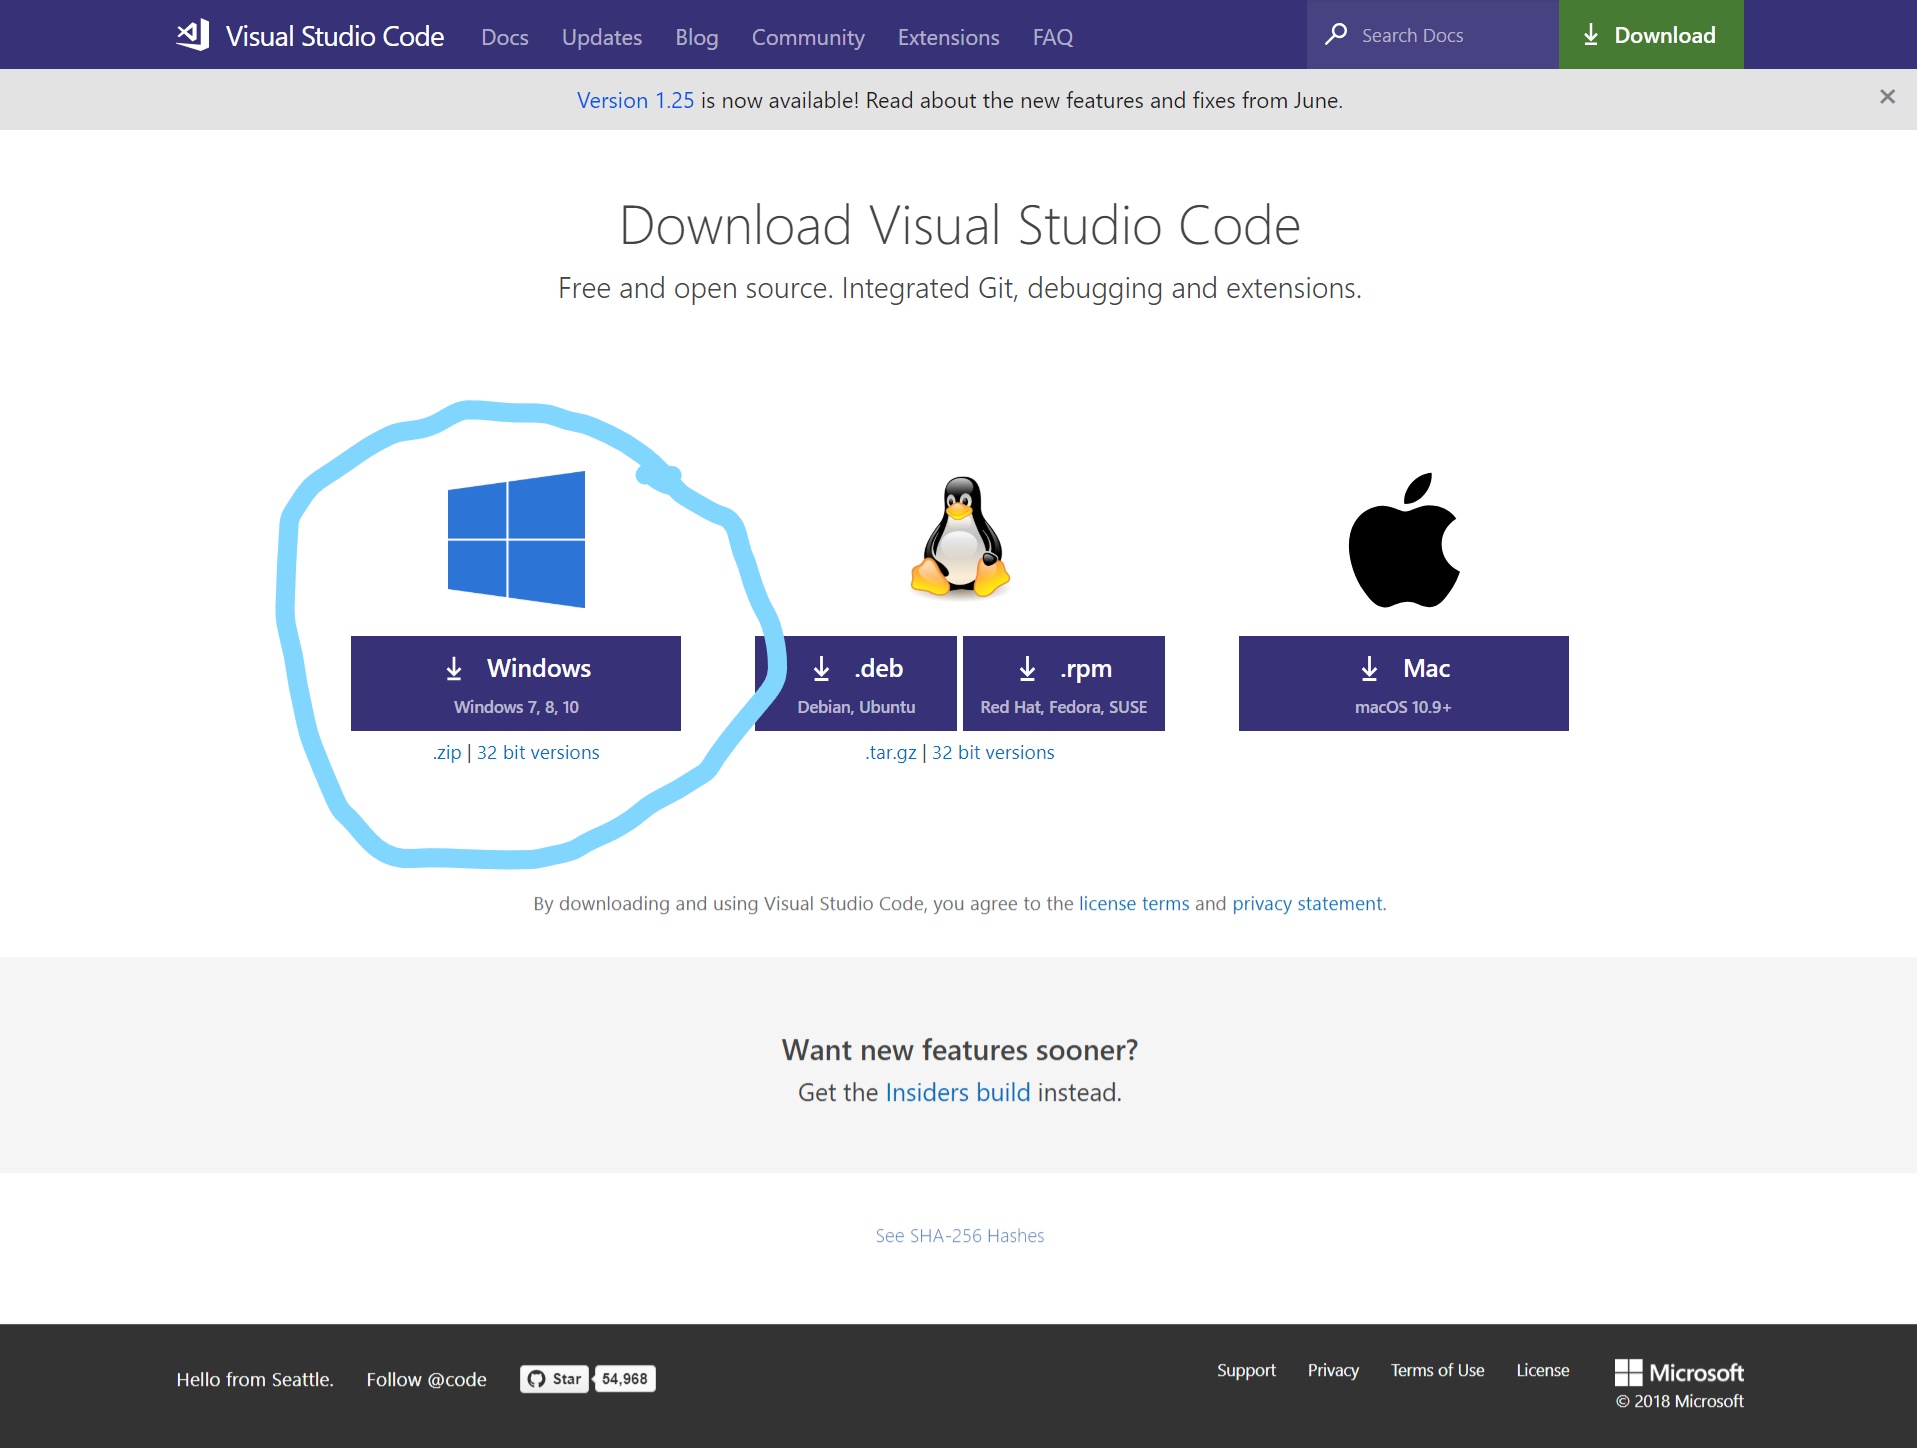 Visual Studio Code Docs Updates Blog Community Extensions FAQ Search Docs Download
Version 1.25 is now available! Read about the new features and fixes from June.
Download Visual Studio Code
Free and open source. Integrated Git, debugging and extensions.
Windows
Windows 7, 8, 10
.zip | 32 bit versions
.deb
Debian, Ubuntu
.rpm
Red Hat, Fedora, SUSE
.tar.gz | 32 bit versions
Mac
macOS 10.9+
By downloading and using Visual Studio Code, you agree to the license terms and privacy statement.
Want new features sooner?
Get the Insiders build instead.
See SHA-256 Hashes
Hello from Seattle. Follow @code Star 54,968
Support Privacy Terms of Use License Microsoft
© 2018 Microsoft